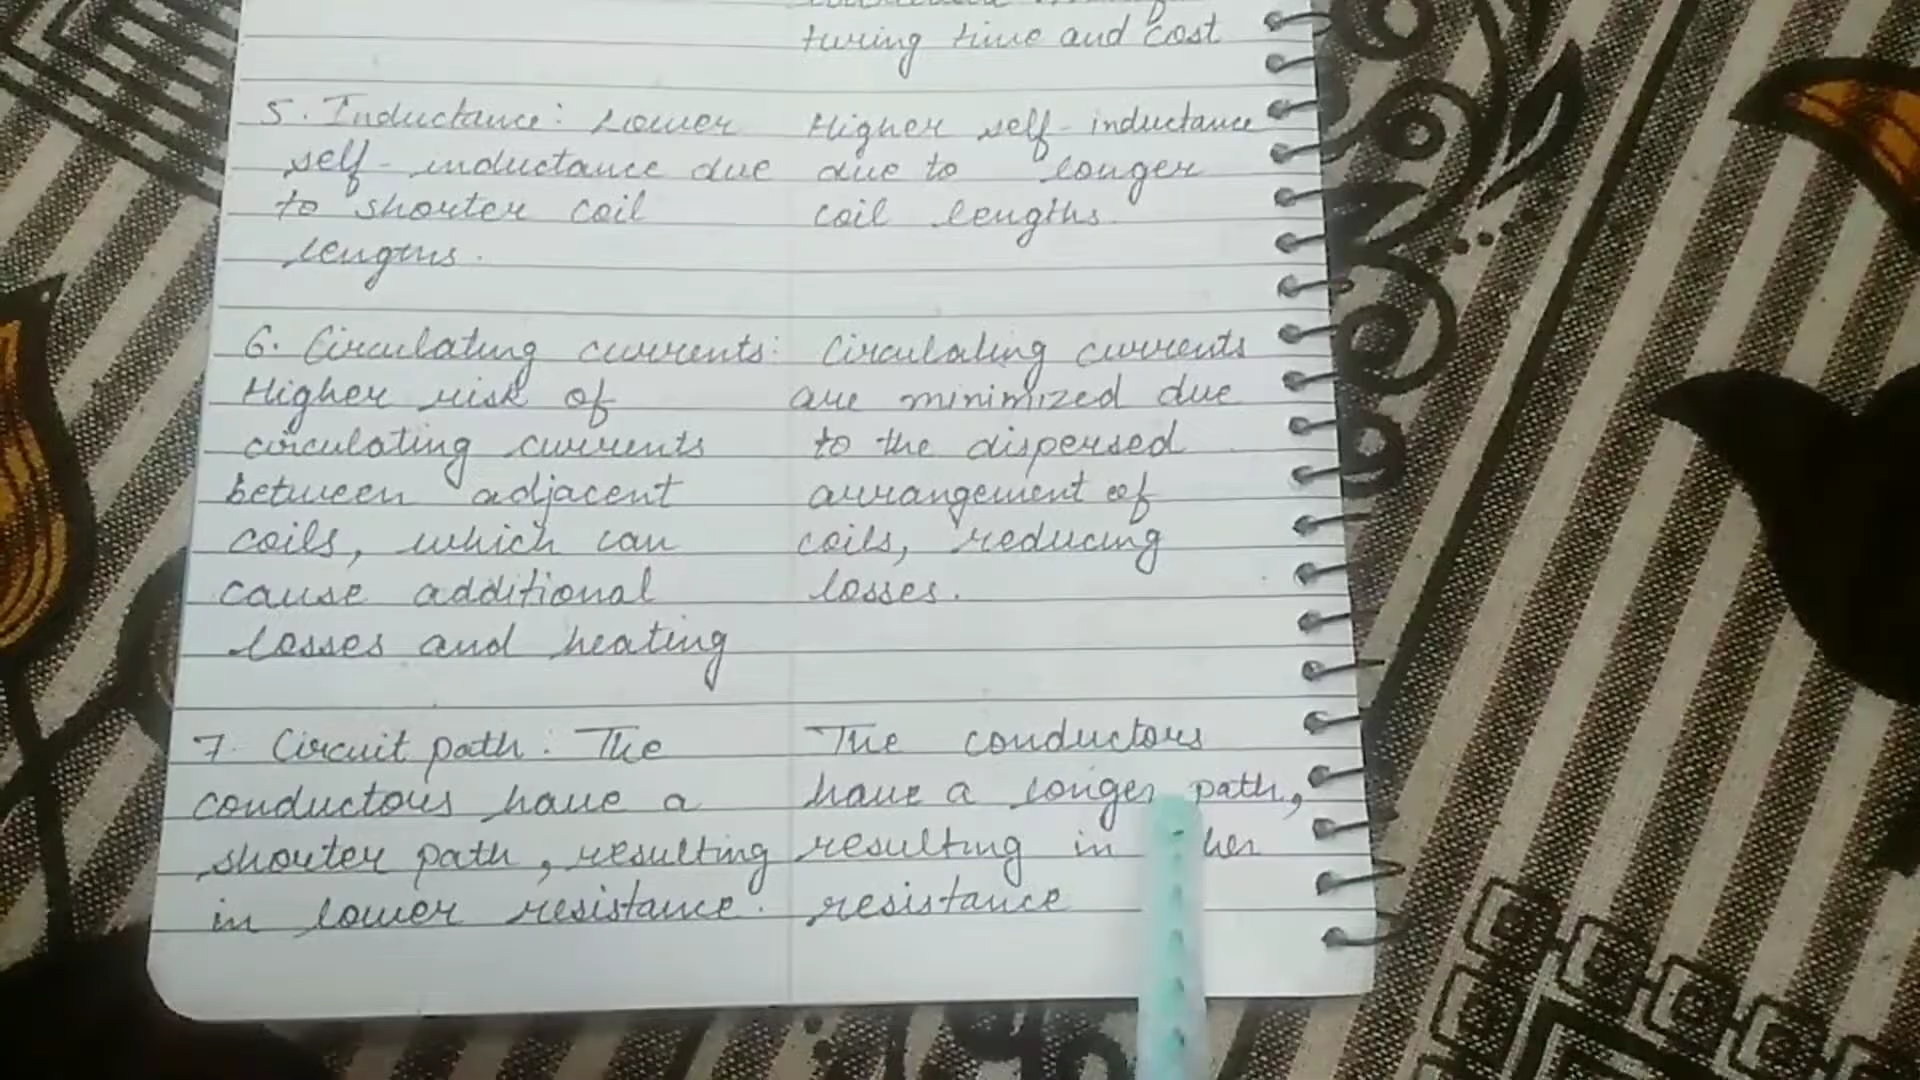 turing time and cost
5. Inductance: Lower
self-inductance due
to shorter coil
lengths.
Higher self-inductance
due to longer
coil lengths.
6. Circulating currents:
Higher risk of
circulating currents
between adjacent
coils, which can
cause additional
losses and heating
Circulating currents
are minimized due
to the dispersed
arrangement of
coils, reducing
losses.
7. Circuit path: The
conductors have a
shorter path, resulting
in lower resistance.
The conductors
have a longer path,
resulting in her
resistance